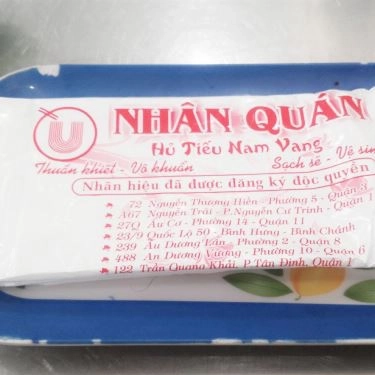 NHÂN QUÁN
Hủ Tiếu Nam Vang
Thuần khiết - Vô khuẩn
Sạch sẽ - Vệ sin
Nhãn hiệu đã được đăng ký độc quyền
72 Nguyễn Thượng Hiền - Phường 5 - Quận 3
A67 Nguyễn Trãi - P.Nguyễn Cư Trinh - Quận 1
27Q Âu Cơ - Phường 14 - Quận 11
23/9 Quốc Lộ 50 - Bình Hưng - Bình Chánh
239 Âu Dương Lân - Phường 2 - Quận 8
488 An Dương Vương - Phường 10 - Quận 6
122 Trần Quang Khải, P.Tân Định, Quận 1